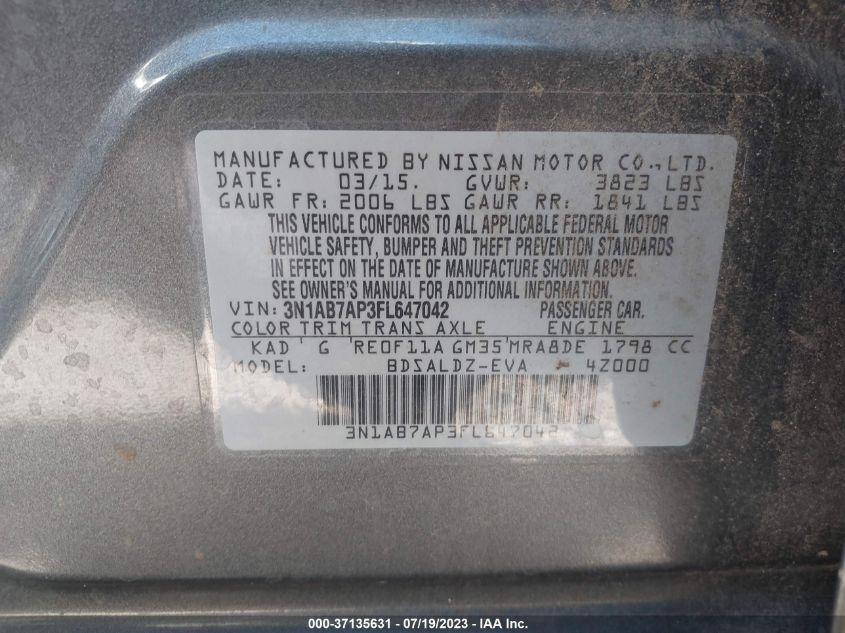 MANUFACTURED BY NISSAN MOTOR CO., LTD.
DATE: 03/15. GVWR: 3823 LBS
GAWR FR: 2006 LBS GAWR RR: 1841 LBS
THIS VEHICLE CONFORMS TO ALL APPLICABLE FEDERAL MOTOR
VEHICLE SAFETY, BUMPER AND THEFT PREVENTION STANDARDS
IN EFFECT ON THE DATE OF MANUFACTURE SHOWN ABOVE.
SEE OWNER'S MANUAL FOR ADDITIONAL INFORMATION.
VIN: 3N1AB7AP3FL647042 PASSENGER CAR.
COLOR TRIM TRANS AXLE ENGINE
KAD G RE0F11A GM35 MRA8DE 1798 CC
MODEL: BDSALDZ-EVA - 4Z000
3N1AB7AP3FL647042
000-37135631 - 07/19/2023 - IAA Inc.